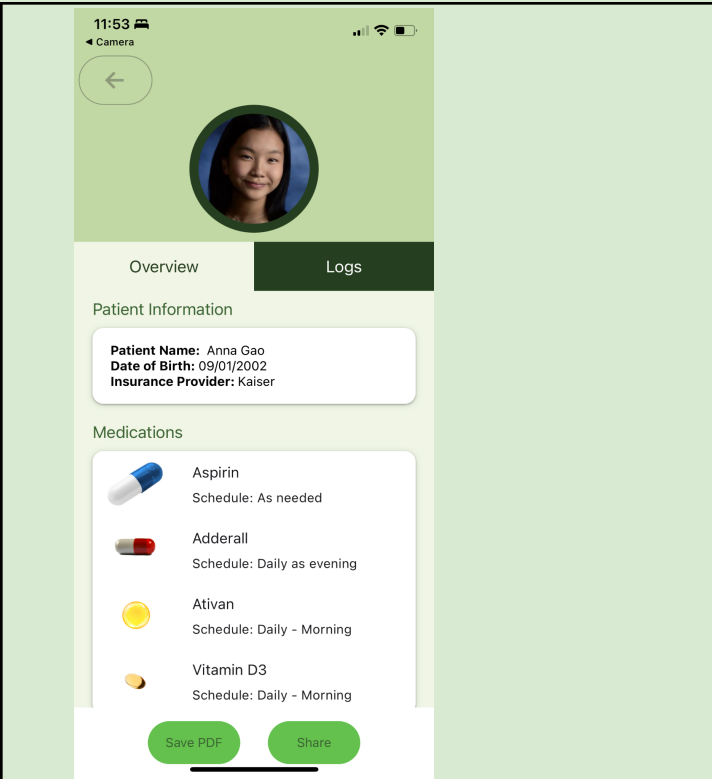 11:53
◀ Camera
Overview
Logs
Patient Information
Patient Name: Anna Gao
Date of Birth: 09/01/2002
Insurance Provider: Kaiser
Medications
Aspirin
Schedule: As needed
Adderall
Schedule: Daily as evening
Ativan
Schedule: Daily - Morning
Vitamin D3
Schedule: Daily - Morning
Save PDF
Share